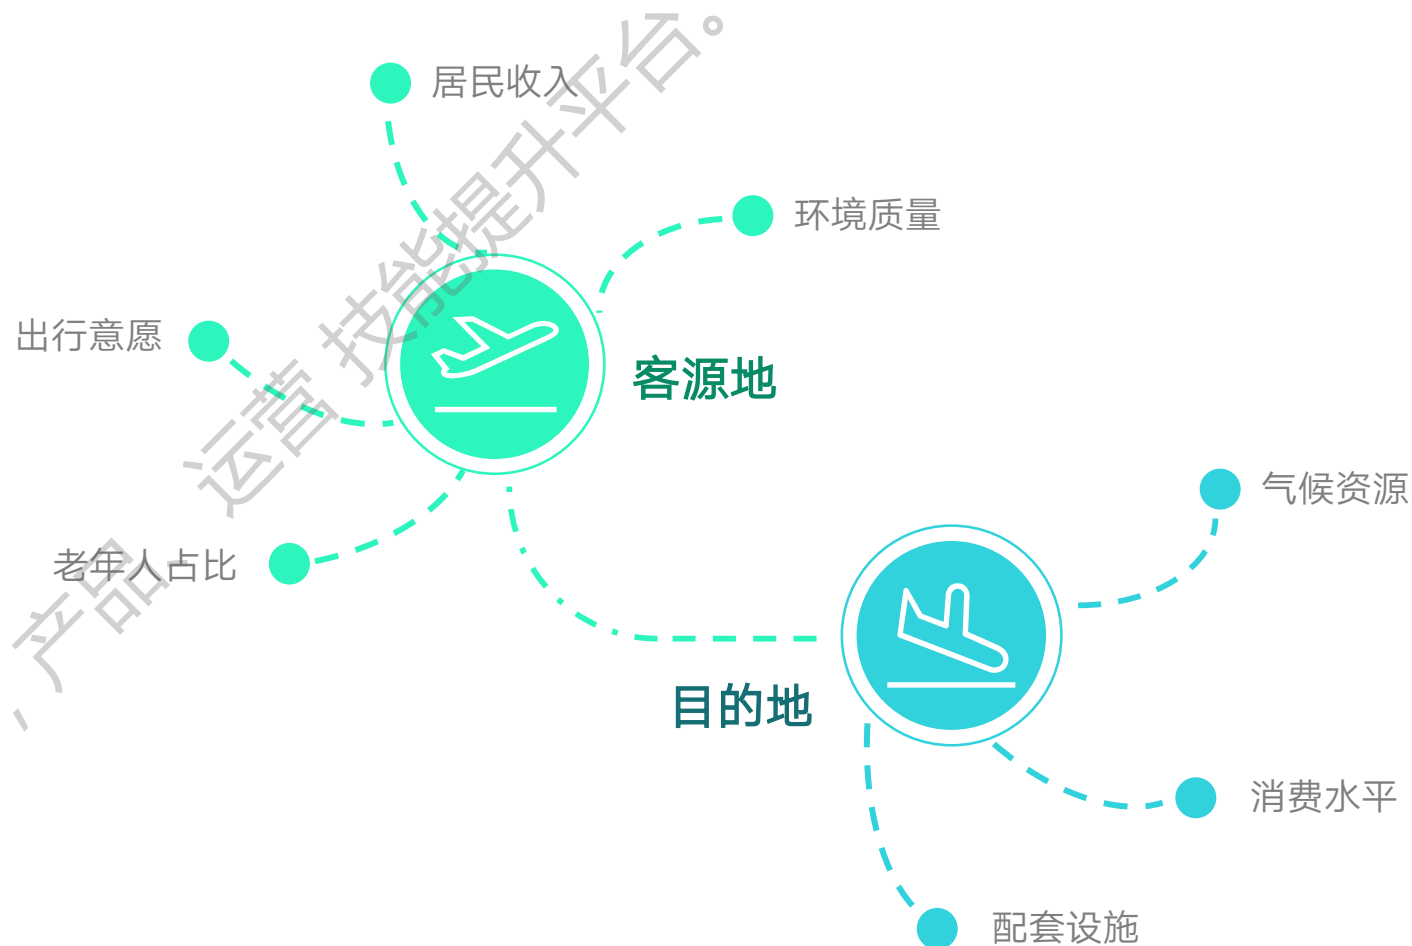 居民收入
环境质量
出行意愿
客源地
老年人占比
气候资源
目的地
消费水平
配套设施
、产品、运营 技能提升平台。